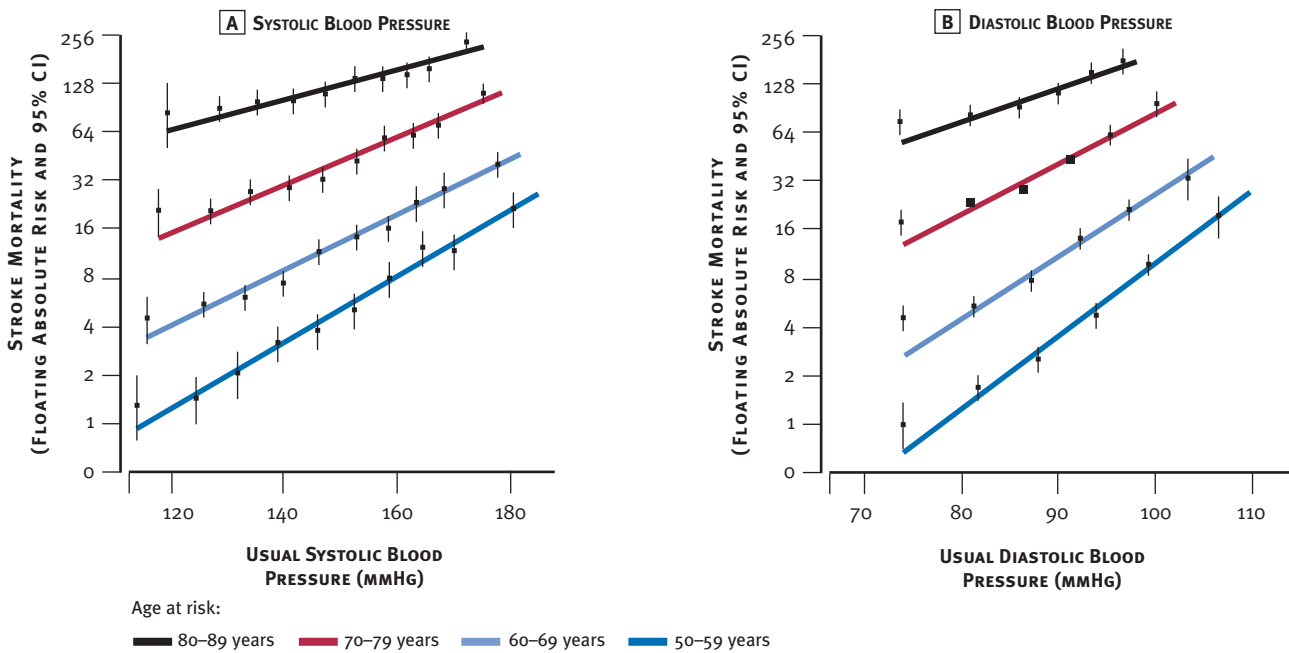 A Systolic Blood Pressure
Stroke Mortality
(Floating Absolute Risk and 95% CI)
256
128
64
32
16
8
4
2
1
0
120
140
160
180
Usual Systolic Blood
Pressure (mmHg)
B Diastolic Blood Pressure
Stroke Mortality
(Floating Absolute Risk and 95% CI)
256
128
64
32
16
8
4
2
1
0
70
80
90
100
110
Usual Diastolic Blood
Pressure (mmHg)
Age at risk:
80–89 years 70–79 years 60–69 years 50–59 years